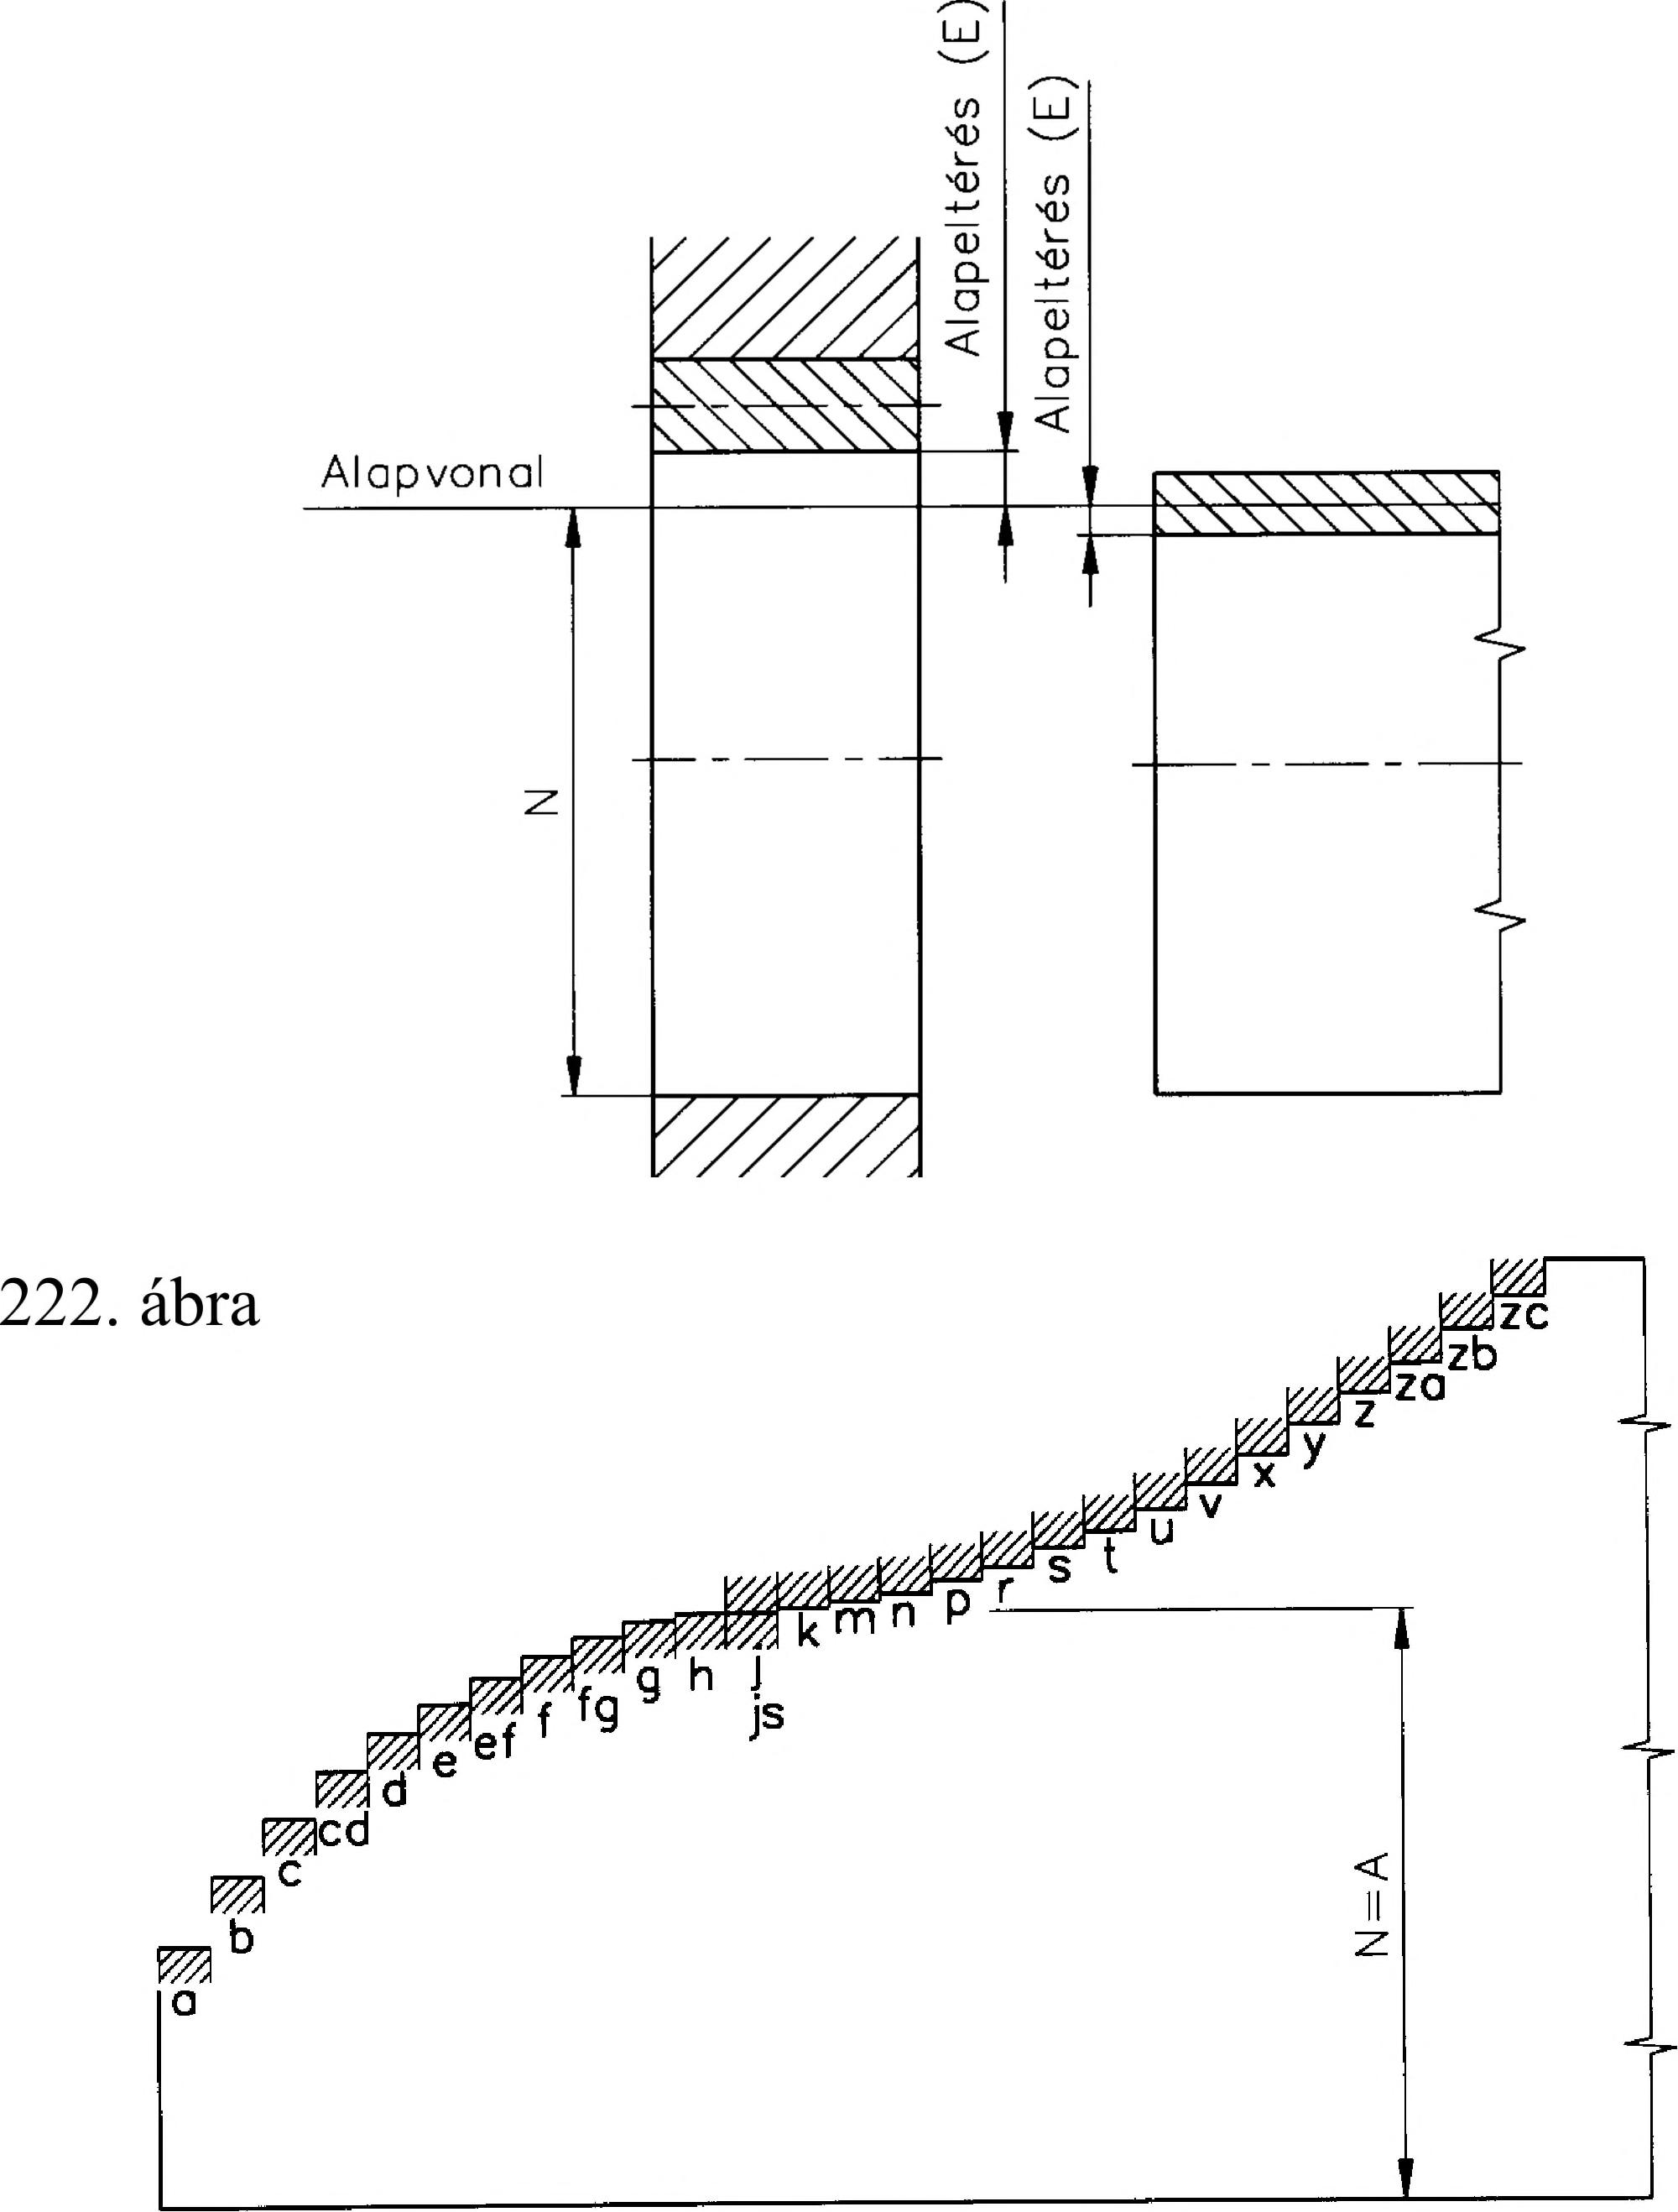 Alapeltérés (E)
Alapeltérés (E)
Alapvonal
N
222. ábra
zc
zb
za
z
y
x
v
u
t
s
r
p
n
m
k
j
js
h
g
fg
f
ef
e
d
cd
c
b
a
N=A